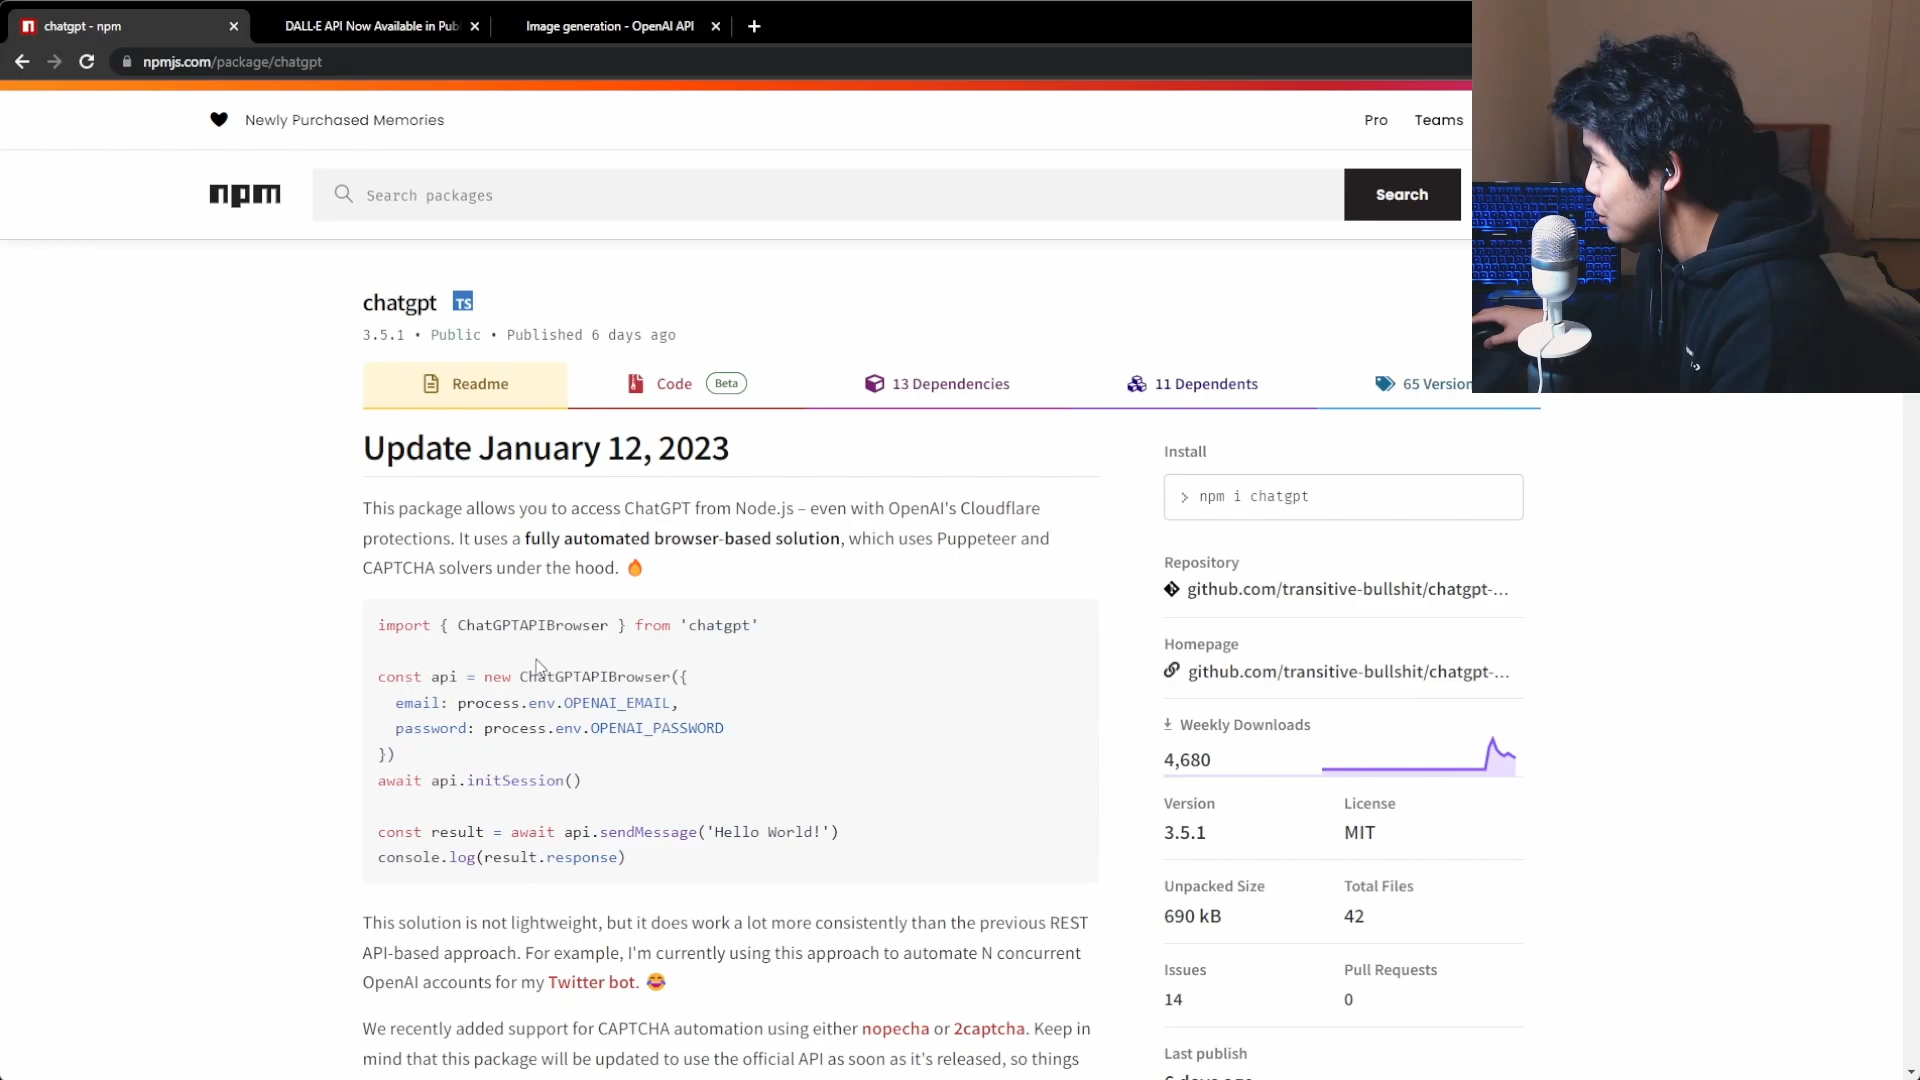 chatgpt - npm
DALL·E API Now Available in Pub
Image generation - OpenAI API
npmjs.com/package/chatgpt
Newly Purchased Memories
Pro
Teams
npm
Search packages
Search
chatgpt TS
3.5.1 • Public • Published 6 days ago
Readme
Code Beta
13 Dependencies
11 Dependents
65 Version
Update January 12, 2023
This package allows you to access ChatGPT from Node.js – even with OpenAI's Cloudflare
protections. It uses a fully automated browser-based solution, which uses Puppeteer and
CAPTCHA solvers under the hood. 🔥
import { ChatGPTAPIBrowser } from 'chatgpt'
const api = new ChatGPTAPIBrowser({
email: process.env.OPENAI_EMAIL,
password: process.env.OPENAI_PASSWORD
})
await api.initSession()
const result = await api.sendMessage('Hello World!')
console.log(result.response)
This solution is not lightweight, but it does work a lot more consistently than the previous REST
API-based approach. For example, I'm currently using this approach to automate N concurrent
OpenAI accounts for my Twitter bot. 😂
We recently added support for CAPTCHA automation using either nopecha or 2captcha. Keep in
mind that this package will be updated to use the official API as soon as it's released, so things
Install
> npm i chatgpt
Repository
github.com/transitive-bullshit/chatgpt-...
Homepage
github.com/transitive-bullshit/chatgpt-...
Weekly Downloads
4,680
Version
License
3.5.1
MIT
Unpacked Size
Total Files
690 kB
42
Issues
Pull Requests
14
0
Last publish
6 days ago